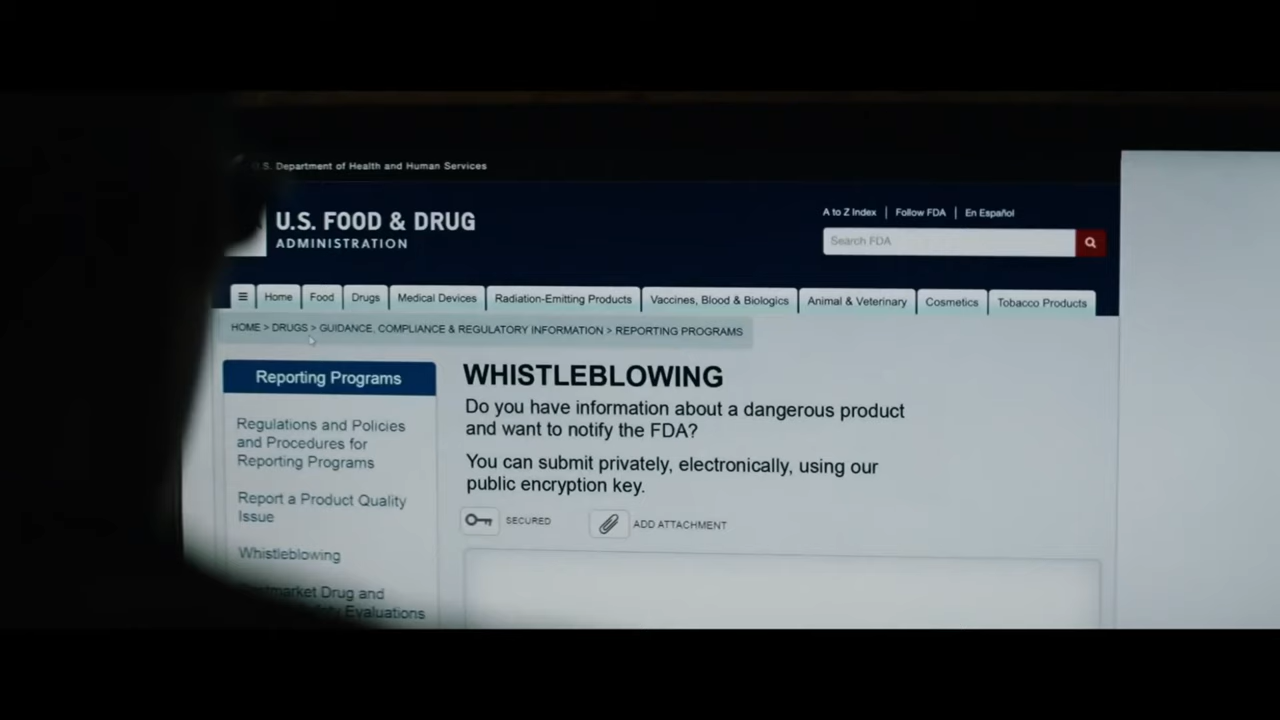 Department of Health and Human Services
U.S. FOOD & DRUG
ADMINISTRATION
A to Z Index | Follow FDA | En Español
Search FDA
Home Food Drugs Medical Devices Radiation-Emitting Products Vaccines, Blood & Biologics Animal & Veterinary Cosmetics Tobacco Products
HOME > DRUGS > GUIDANCE, COMPLIANCE & REGULATORY INFORMATION > REPORTING PROGRAMS
Reporting Programs
Regulations and Policies
and Procedures for
Reporting Programs
Report a Product Quality
Issue
Whistleblowing
Drug and
Evaluations
WHISTLEBLOWING
Do you have information about a dangerous product
and want to notify the FDA?
You can submit privately, electronically, using our
public encryption key.
SECURED ADD ATTACHMENT